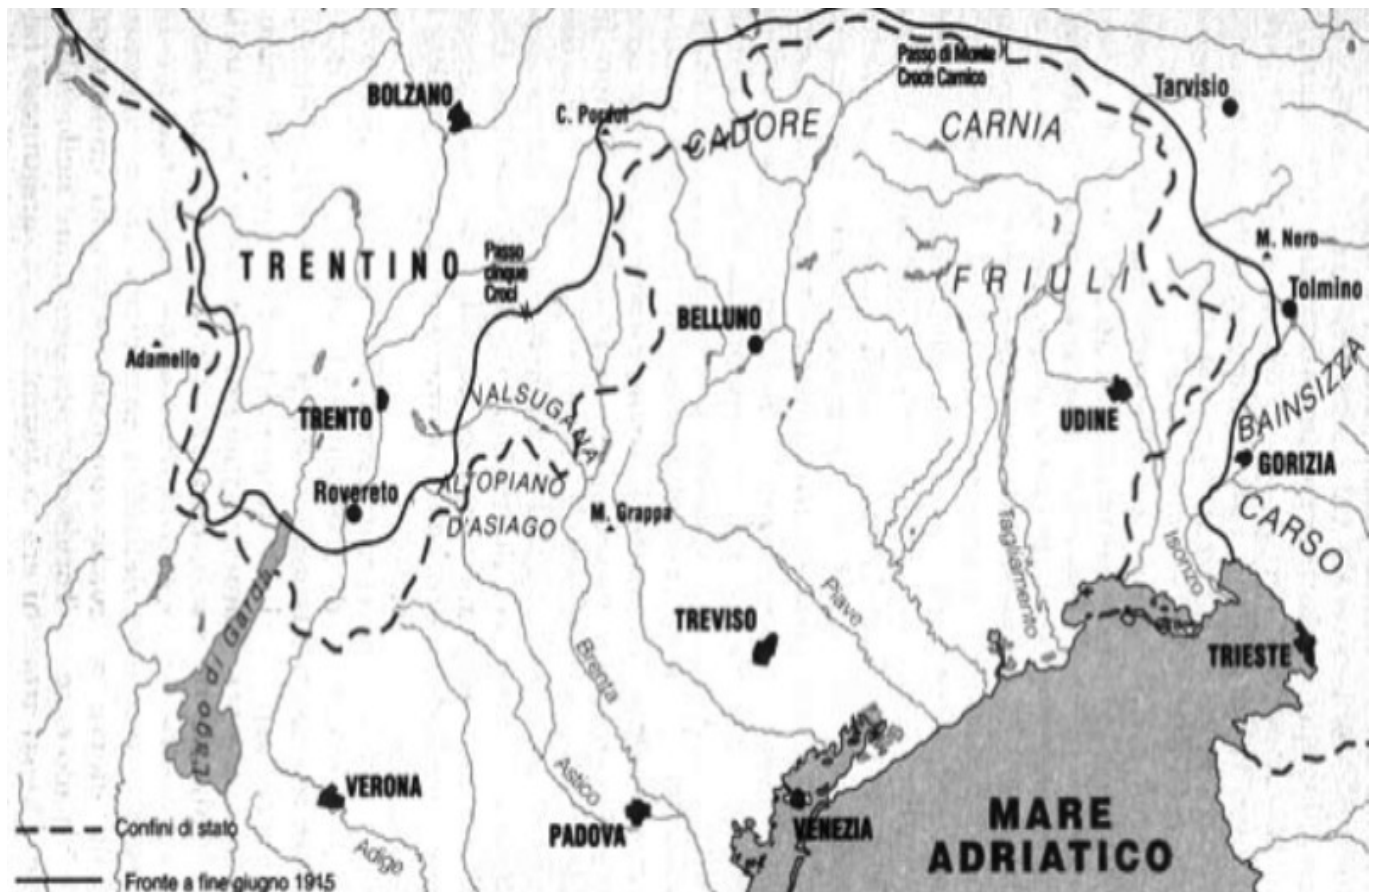 Passo di Monte
Croce Carnico
Tarvisio
BOLZANO
C. Pordoi
CADORE
CARNIA
TRENTINO
Passo
cinque
Croci
M. Nero
FRIULI
Tolmino
BELLUNO
Adamello
BAINSIZZA
VALSUGANA
TRENTO
UDINE
GORIZIA
ALTOPIANO
D'ASIAGO
Rovereto
M. Grappa
CARSO
Tagliamento
Isonzo
Lago di Garda
Piave
TREVISO
TRIESTE
Brenta
VERONA
Astico
PADOVA
VENEZIA
MARE
ADRIATICO
Adige
Confini di stato
Fronte a fine giugno 1915